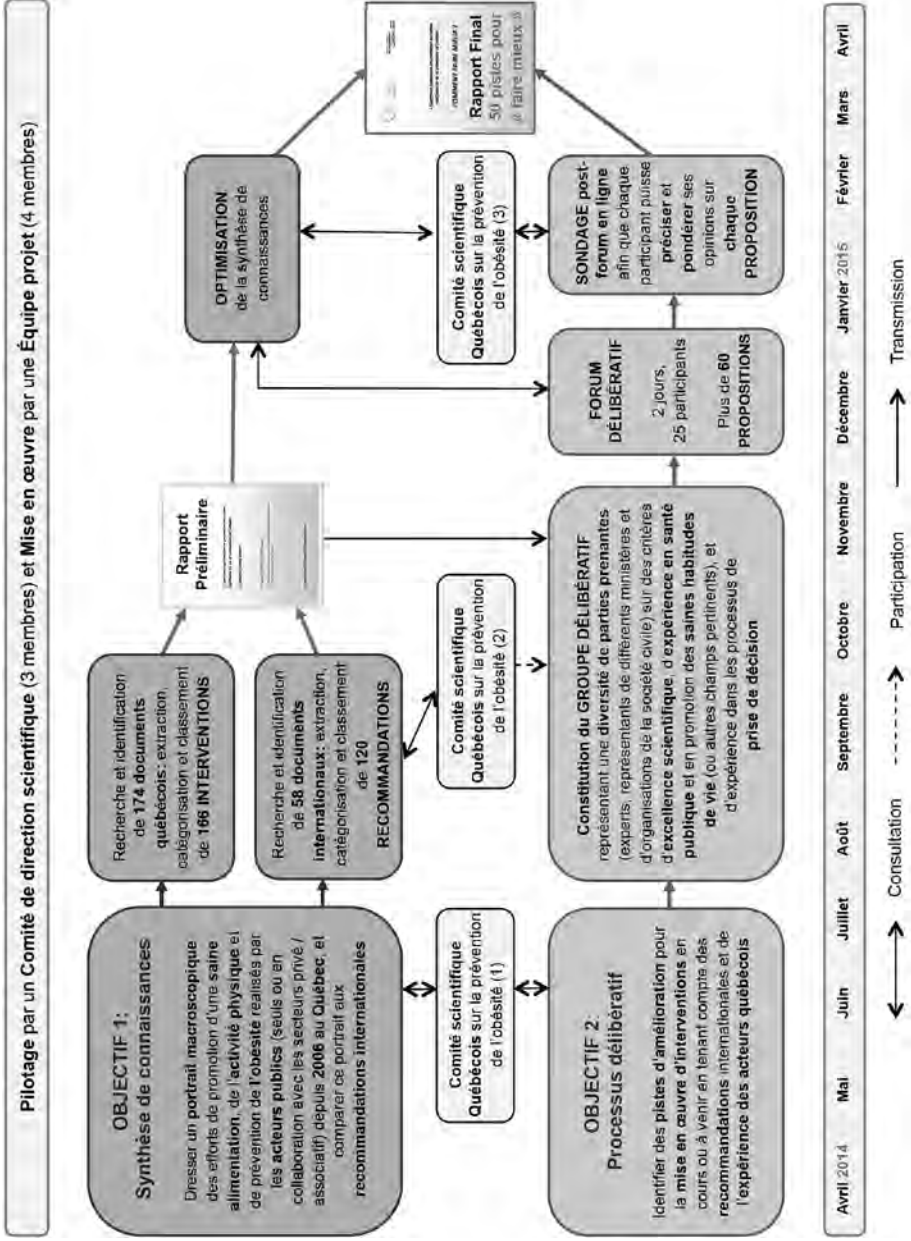 Pilotage par un Comité de direction scientifique (3 membres) et Mise en œuvre par une Équipe projet (4 membres)
OBJECTIF 1:
Synthèse de connaissances
Dresser un portrait macroscopique
des efforts de promotion d'une saine
alimentation, de l'activité physique et
de prévention de l'obésité réalisés par
les acteurs publics (seuls ou en
collaboration avec les secteurs privé /
associatif) depuis 2006 au Québec, et
comparer ce portrait aux
recommandations internationales
Recherche et identification
de 174 documents
québécois: extraction,
catégorisation et classement
de 166 INTERVENTIONS
Recherche et identification
de 58 documents
internationaux: extraction,
catégorisation et classement
de 120
RECOMMANDATIONS
Rapport
Préliminaire
OPTIMISATION
de la synthèse de
connaissances
Rapport Final
50 pistes pour
« faire mieux »
Comité scientifique
Québécois sur la prévention
de l'obésité (1)
Comité scientifique
Québécois sur la prévention
de l'obésité (2)
Comité scientifique
Québécois sur la prévention
de l'obésité (3)
OBJECTIF 2:
Processus délibératif
Identifier des pistes d'amélioration pour
la mise en œuvre d'interventions en
cours ou à venir en tenant compte des
recommandations internationales et de
l'expérience des acteurs québécois
Constitution du GROUPE DÉLIBÉRATIF
représentant une diversité de parties prenantes
(experts, représentants de différents ministères et
d'organisations de la société civile) sur des critères
d'excellence scientifique, d'expérience en santé
publique et en promotion des saines habitudes
de vie (ou autres champs pertinents), et
d'expérience dans les processus de
prise de décision
FORUM
DÉLIBÉRATIF
2 jours,
25 participants
Plus de 60
PROPOSITIONS
SONDAGE post-
forum en ligne
afin que chaque
participant puisse
préciser et
pondérer ses
opinions sur
chaque
PROPOSITION
Avril 2014 Mai Juin Juillet Août Septembre Octobre Novembre Décembre Janvier 2015 Février Mars Avril
Consultation Participation Transmission